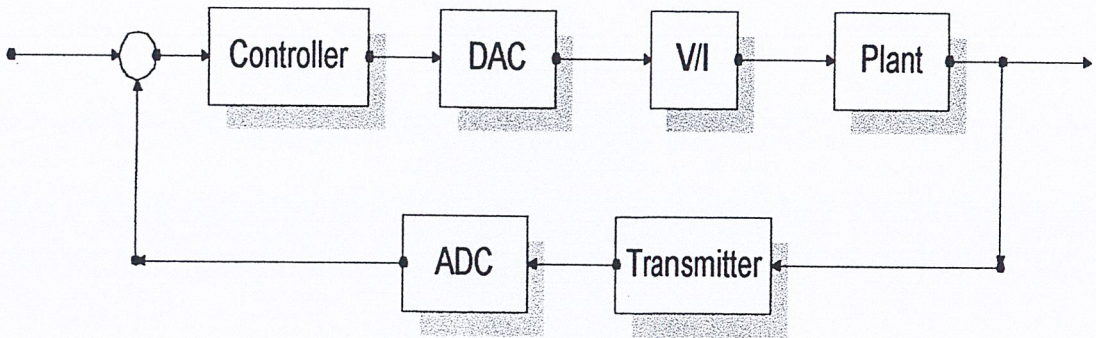 Controller
DAC
V/I
Plant
ADC
Transmitter